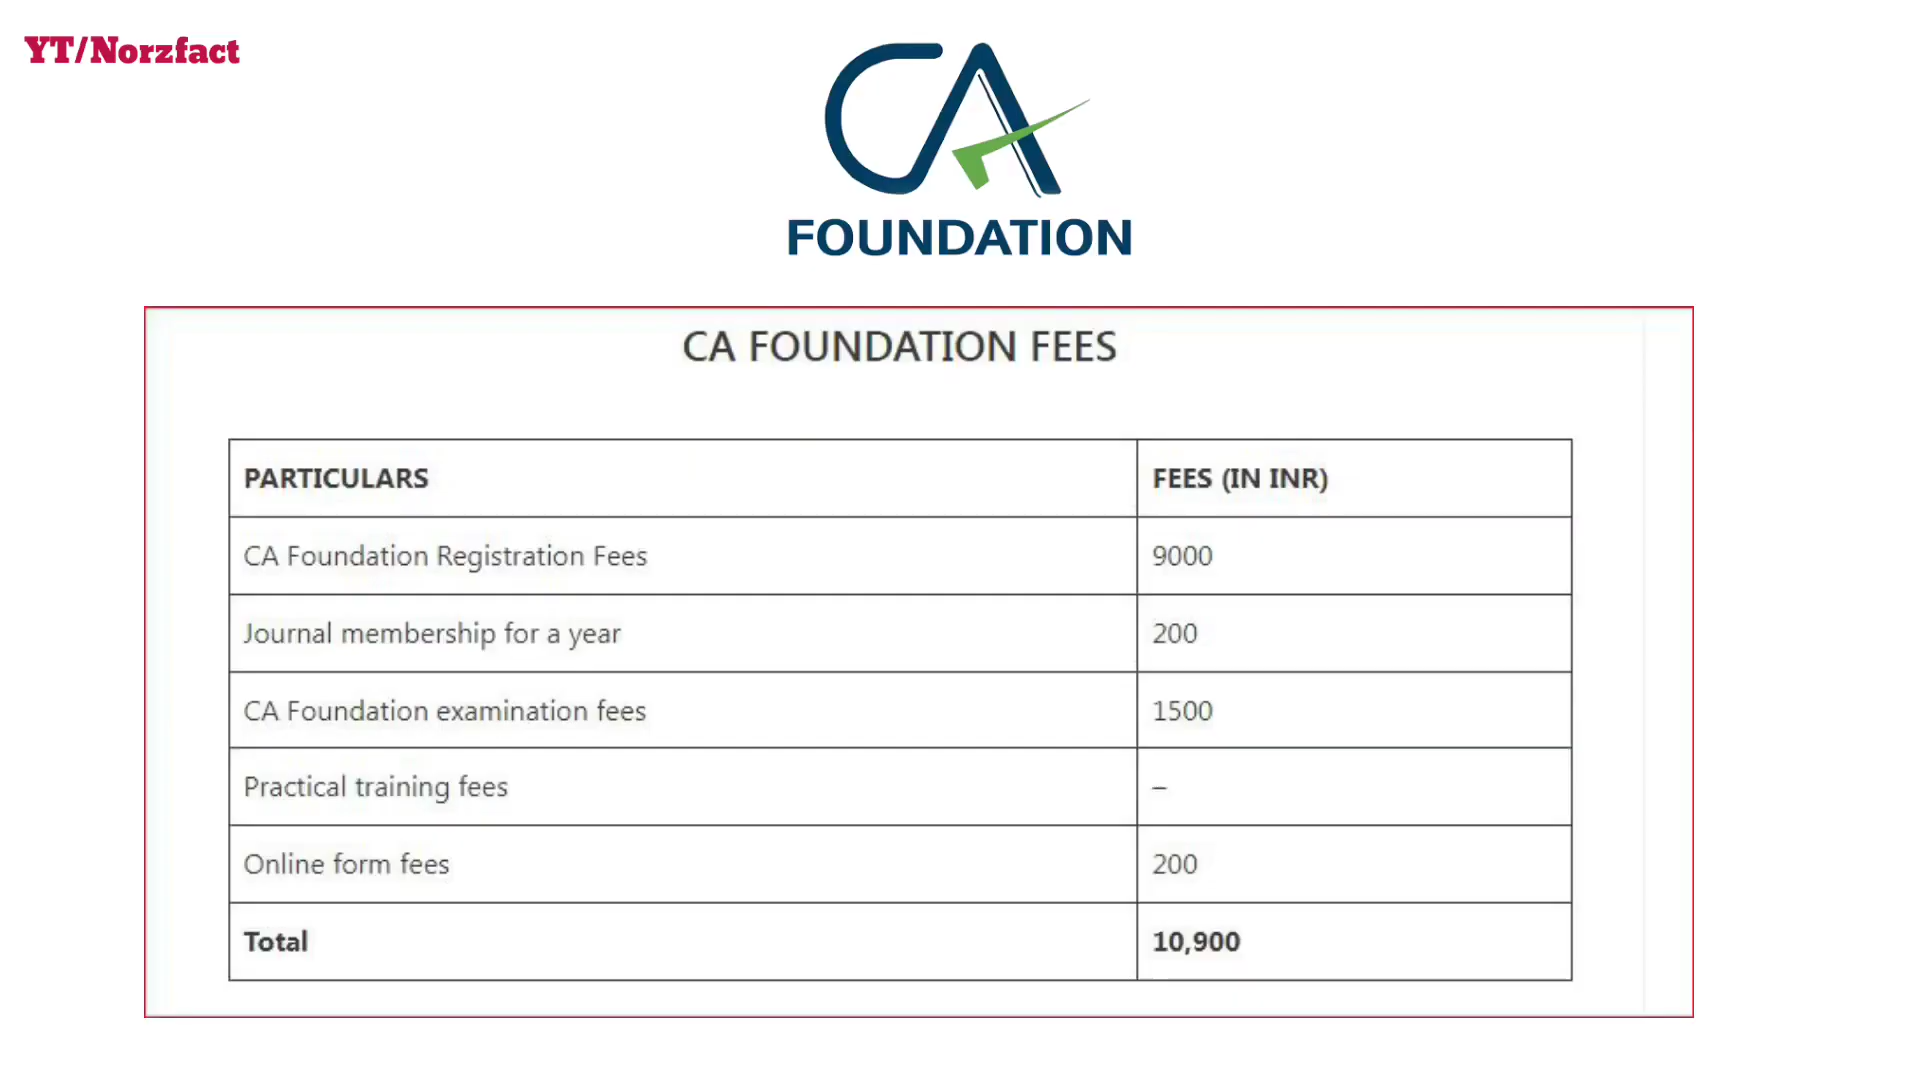 YT/Norzfact
CA
FOUNDATION
CA FOUNDATION FEES
PARTICULARS FEES (IN INR)
CA Foundation Registration Fees 9000
Journal membership for a year 200
CA Foundation examination fees 1500
Practical training fees –
Online form fees 200
Total 10,900